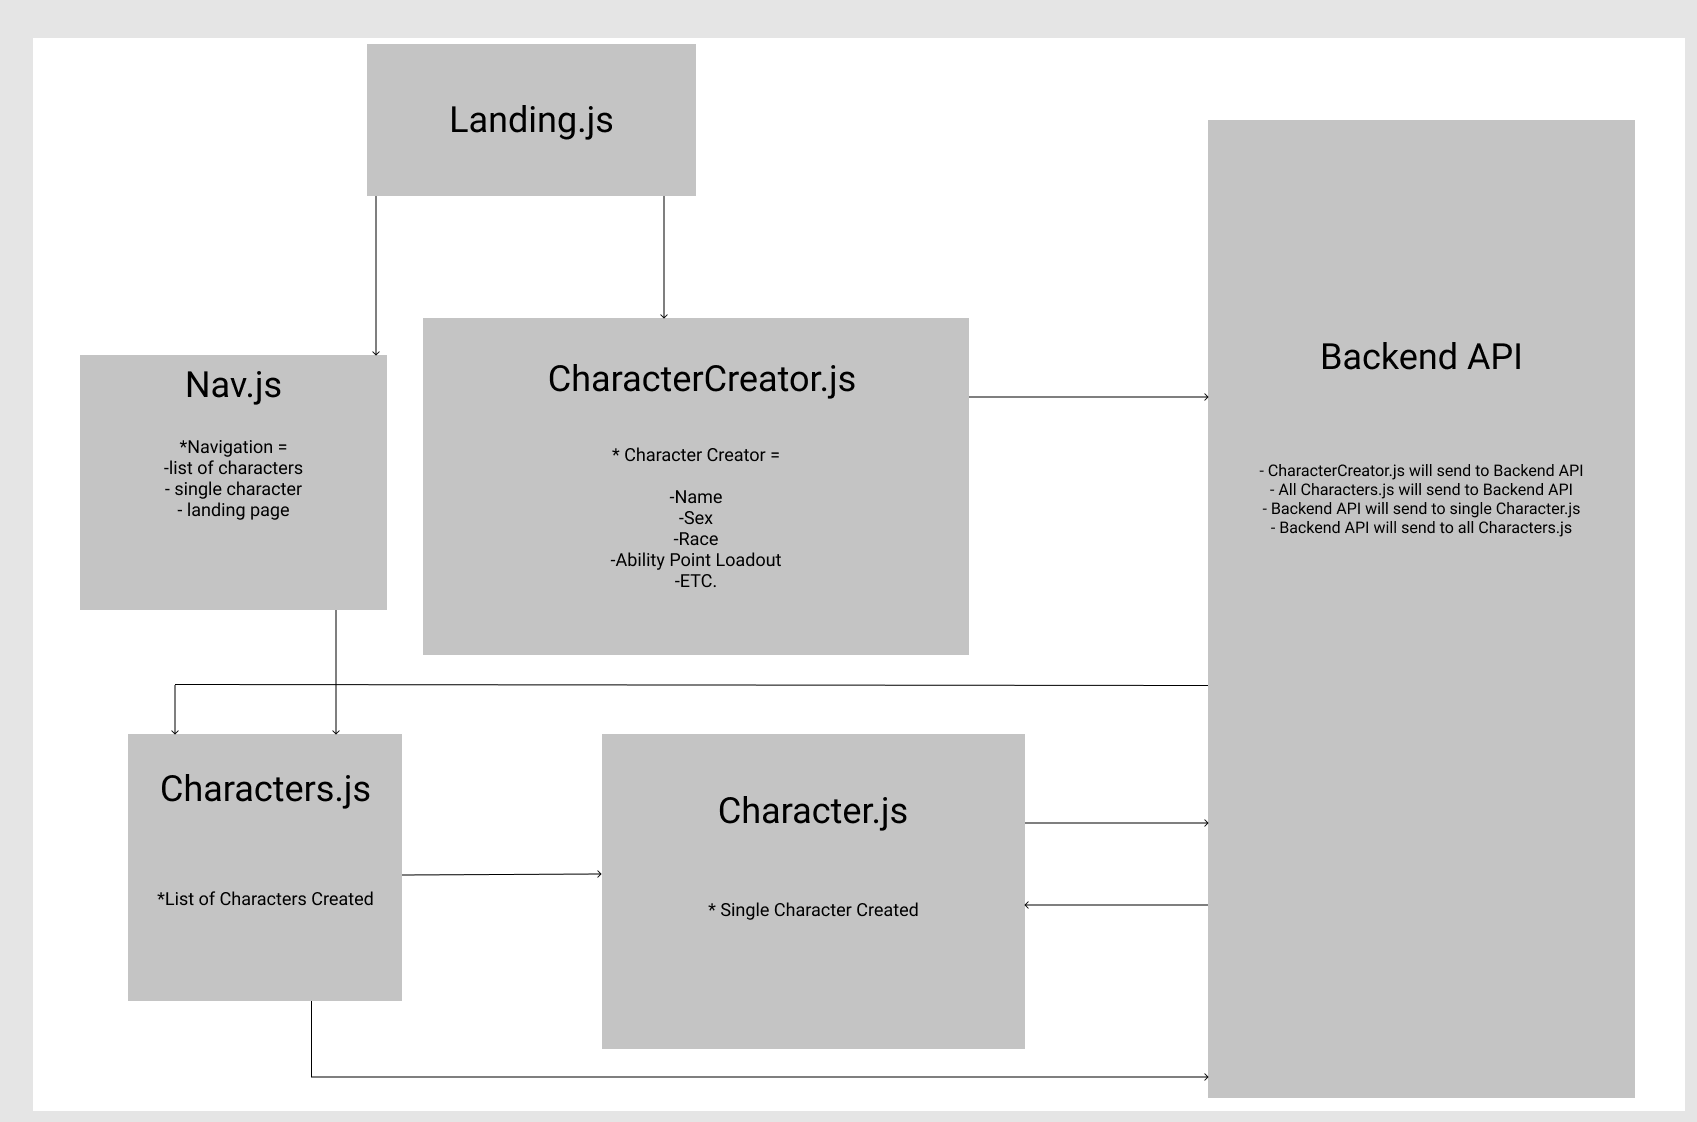 Landing.js
Nav.js
*Navigation =
-list of characters
- single character
- landing page
CharacterCreator.js
* Character Creator =
-Name
-Sex
-Race
-Ability Point Loadout
-ETC.
Backend API
- CharacterCreator.js will send to Backend API
- All Characters.js will send to Backend API
- Backend API will send to single Character.js
- Backend API will send to all Characters.js
Characters.js
*List of Characters Created
Character.js
* Single Character Created